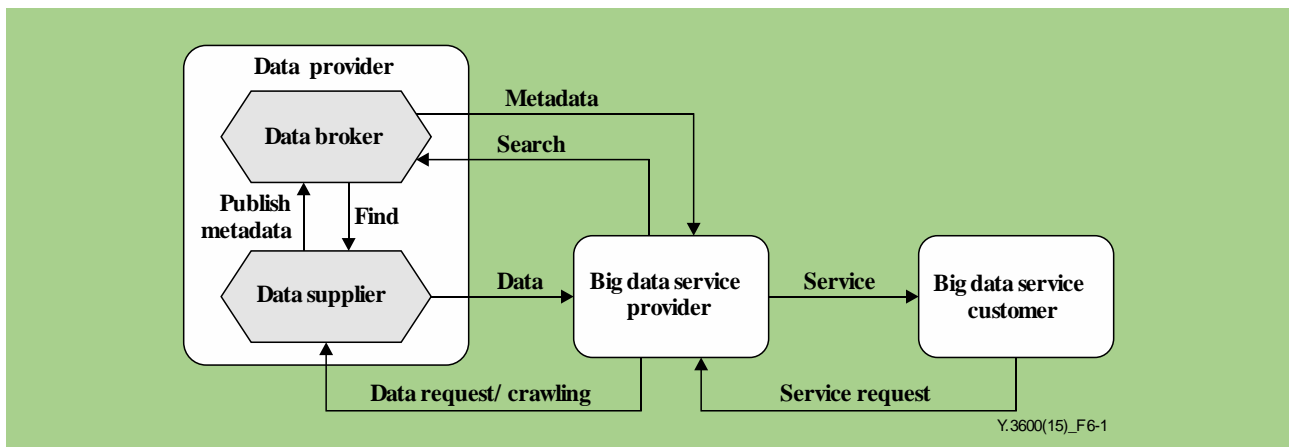 Data provider
Data broker
Metadata
Search
Publish
metadata
Find
Data supplier
Data
Big data service
provider
Service
Big data service
customer
Data request/ crawling
Service request
Y.3600(15)_F6-1